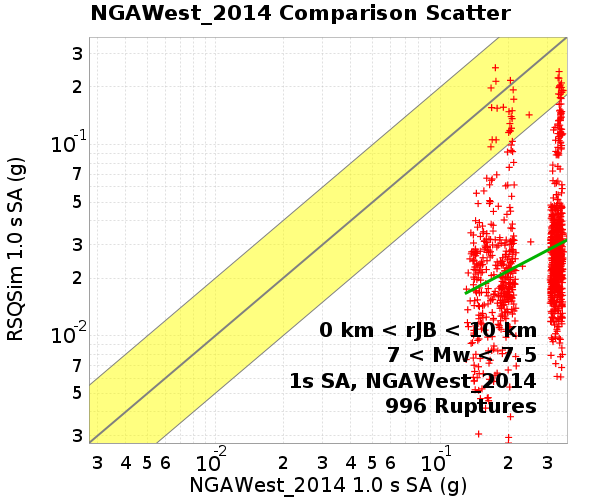 NGAWest_2014 Comparison Scatter
RSQSim 1.0 s SA (g)
3
2
10^-1
7
5
3
2
10^-2
7
5
3
0 km < rJB < 10 km
7 < Mw < 7.5
1s SA, NGAWest_2014
996 Ruptures
3 4 5 6 10^-2 2 3 4 5 6 10^-1 2 3
NGAWest_2014 1.0 s SA (g)